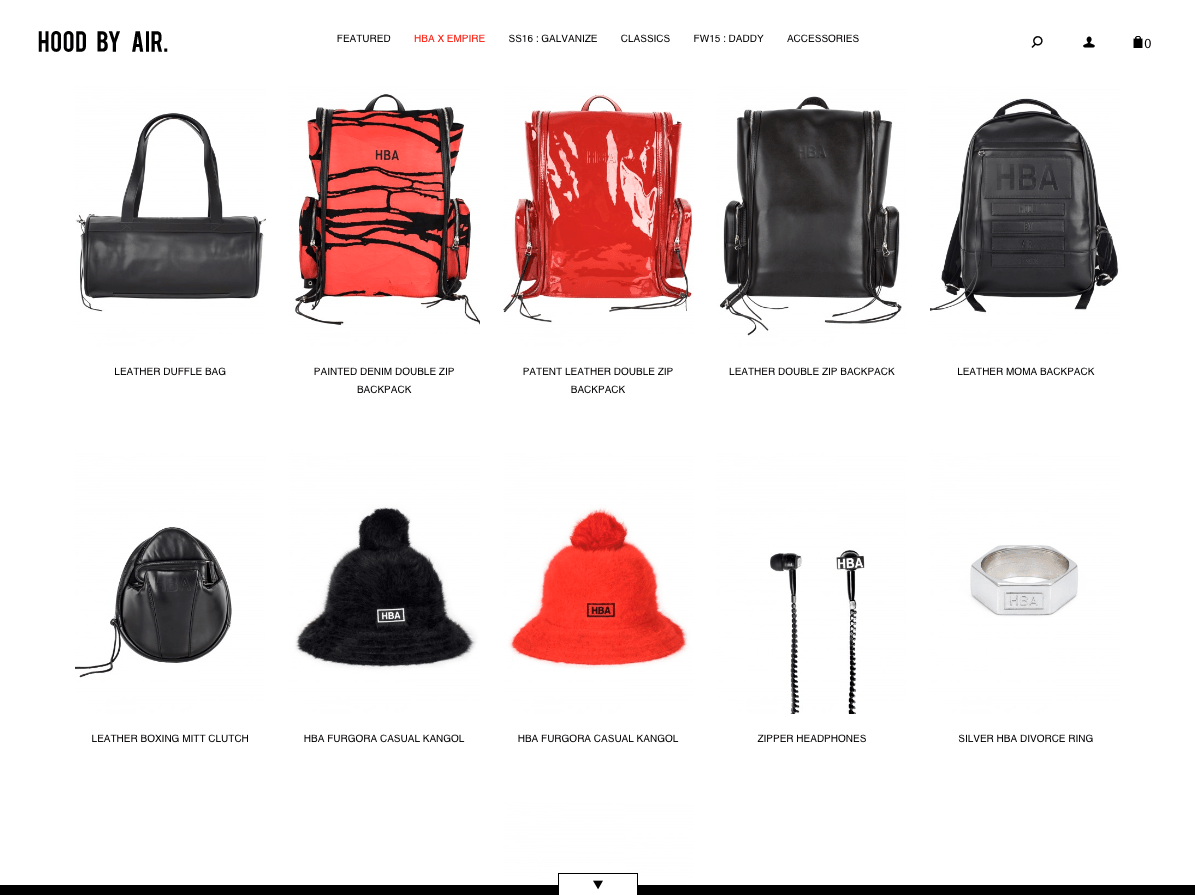 HOOD BY AIR.
FEATURED
HBA X EMPIRE
SS16 : GALVANIZE
CLASSICS
FW15 : DADDY
ACCESSORIES
0
HBA
HBA
HBA
HBA
LEATHER DUFFLE BAG
PAINTED DENIM DOUBLE ZIP
BACKPACK
PATENT LEATHER DOUBLE ZIP
BACKPACK
LEATHER DOUBLE ZIP BACKPACK
LEATHER MOMA BACKPACK
HBA
HBA
HBA
HBA
LEATHER BOXING MITT CLUTCH
HBA FURGORA CASUAL KANGOL
HBA FURGORA CASUAL KANGOL
ZIPPER HEADPHONES
SILVER HBA DIVORCE RING